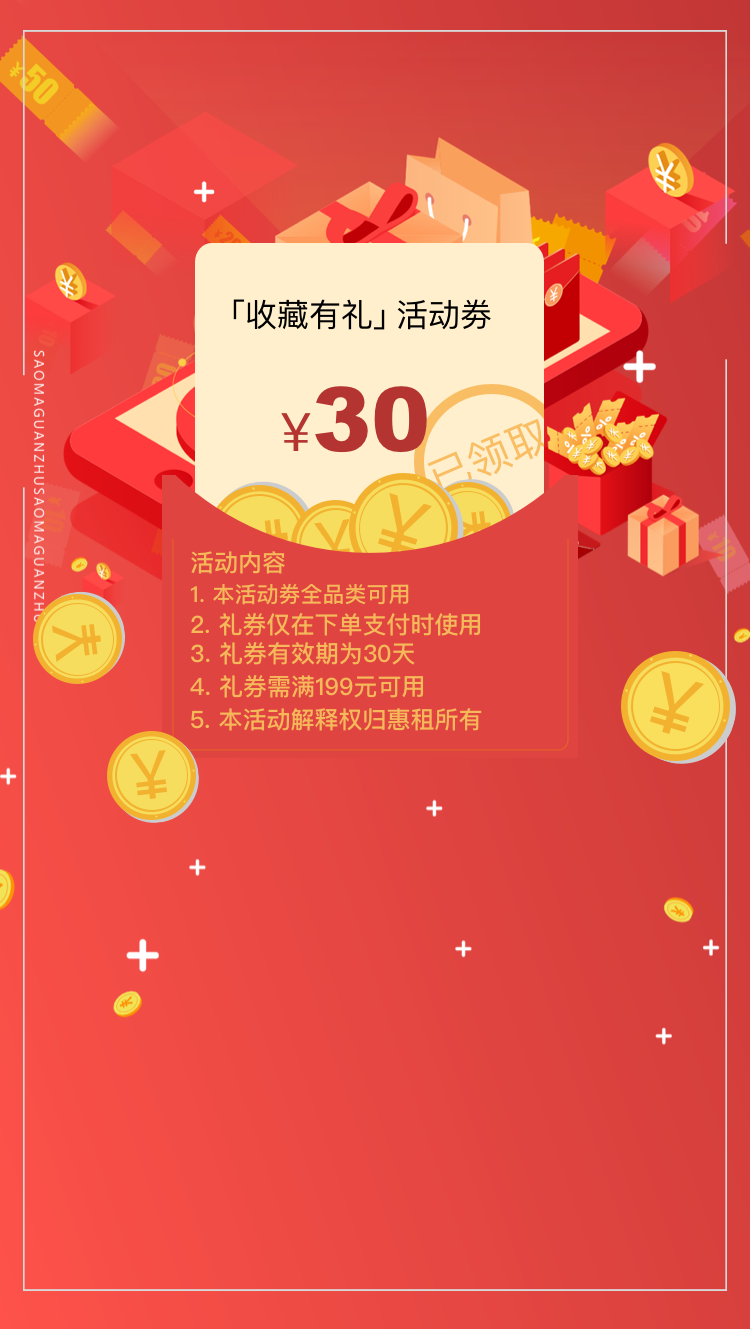 ¥50
「收藏有礼」活动劵
¥30
已领取
SAOMAGUANZHUSAOMAGUANZHU
活动内容
1. 本活动劵全品类可用
2. 礼券仅在下单支付时使用
3. 礼券有效期为30天
4. 礼券需满199元可用
5. 本活动解释权归惠租所有